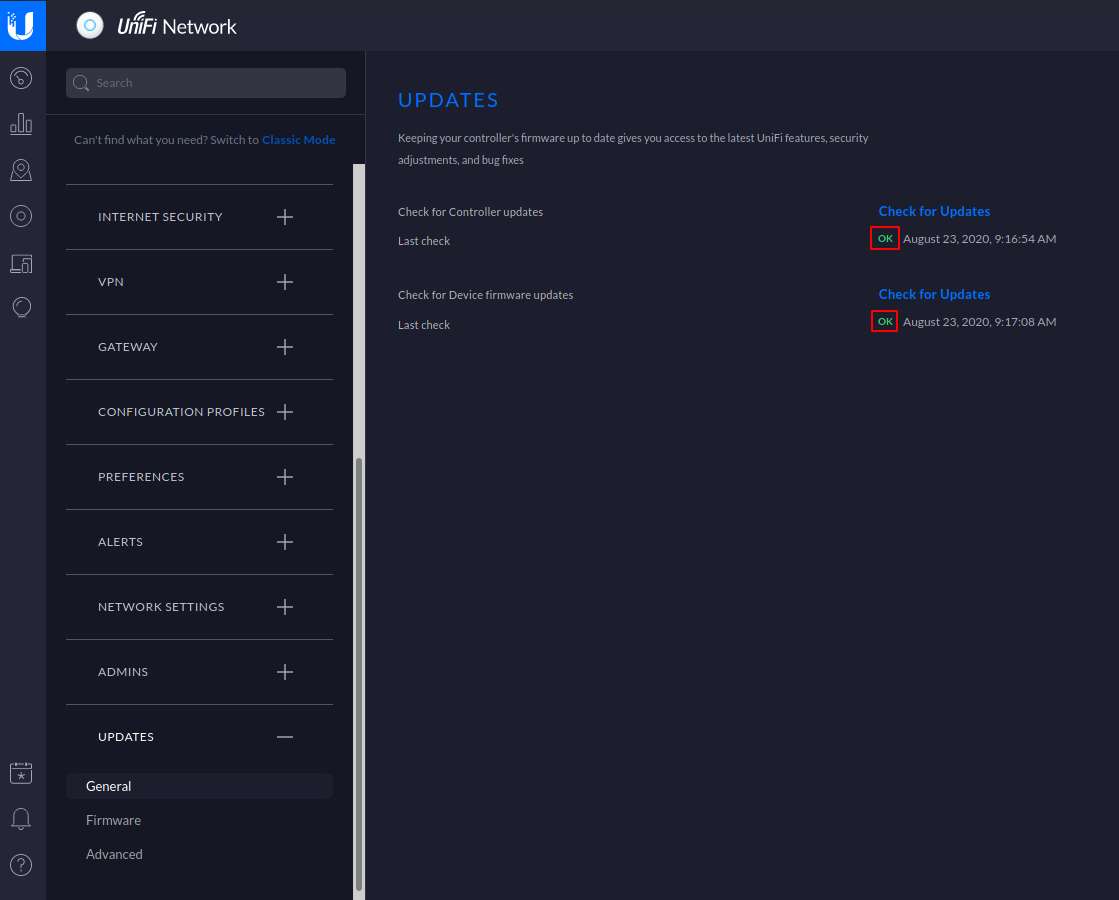 UniFi Network
Search
Can't find what you need? Switch to Classic Mode
INTERNET SECURITY
VPN
GATEWAY
CONFIGURATION PROFILES
PREFERENCES
ALERTS
NETWORK SETTINGS
ADMINS
UPDATES
General
Firmware
Advanced
UPDATES
Keeping your controller's firmware up to date gives you access to the latest UniFi features, security
adjustments, and bug fixes
Check for Controller updates Check for Updates
Last check OK August 23, 2020, 9:16:54 AM
Check for Device firmware updates Check for Updates
Last check OK August 23, 2020, 9:17:08 AM